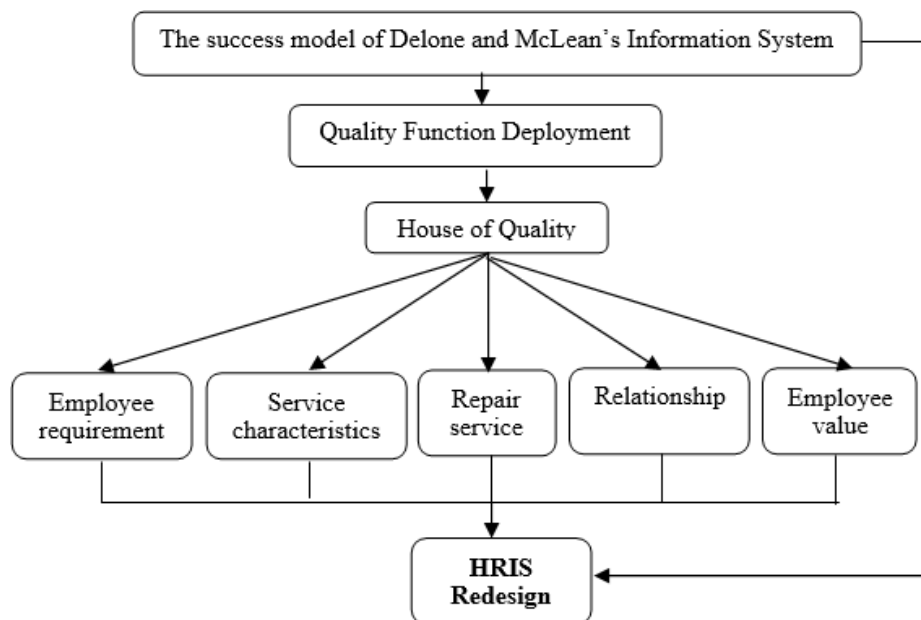 The success model of Delone and McLean’s Information System
Quality Function Deployment
House of Quality
Employee
requirement
Service
characteristics
Repair
service
Relationship
Employee
value
HRIS
Redesign